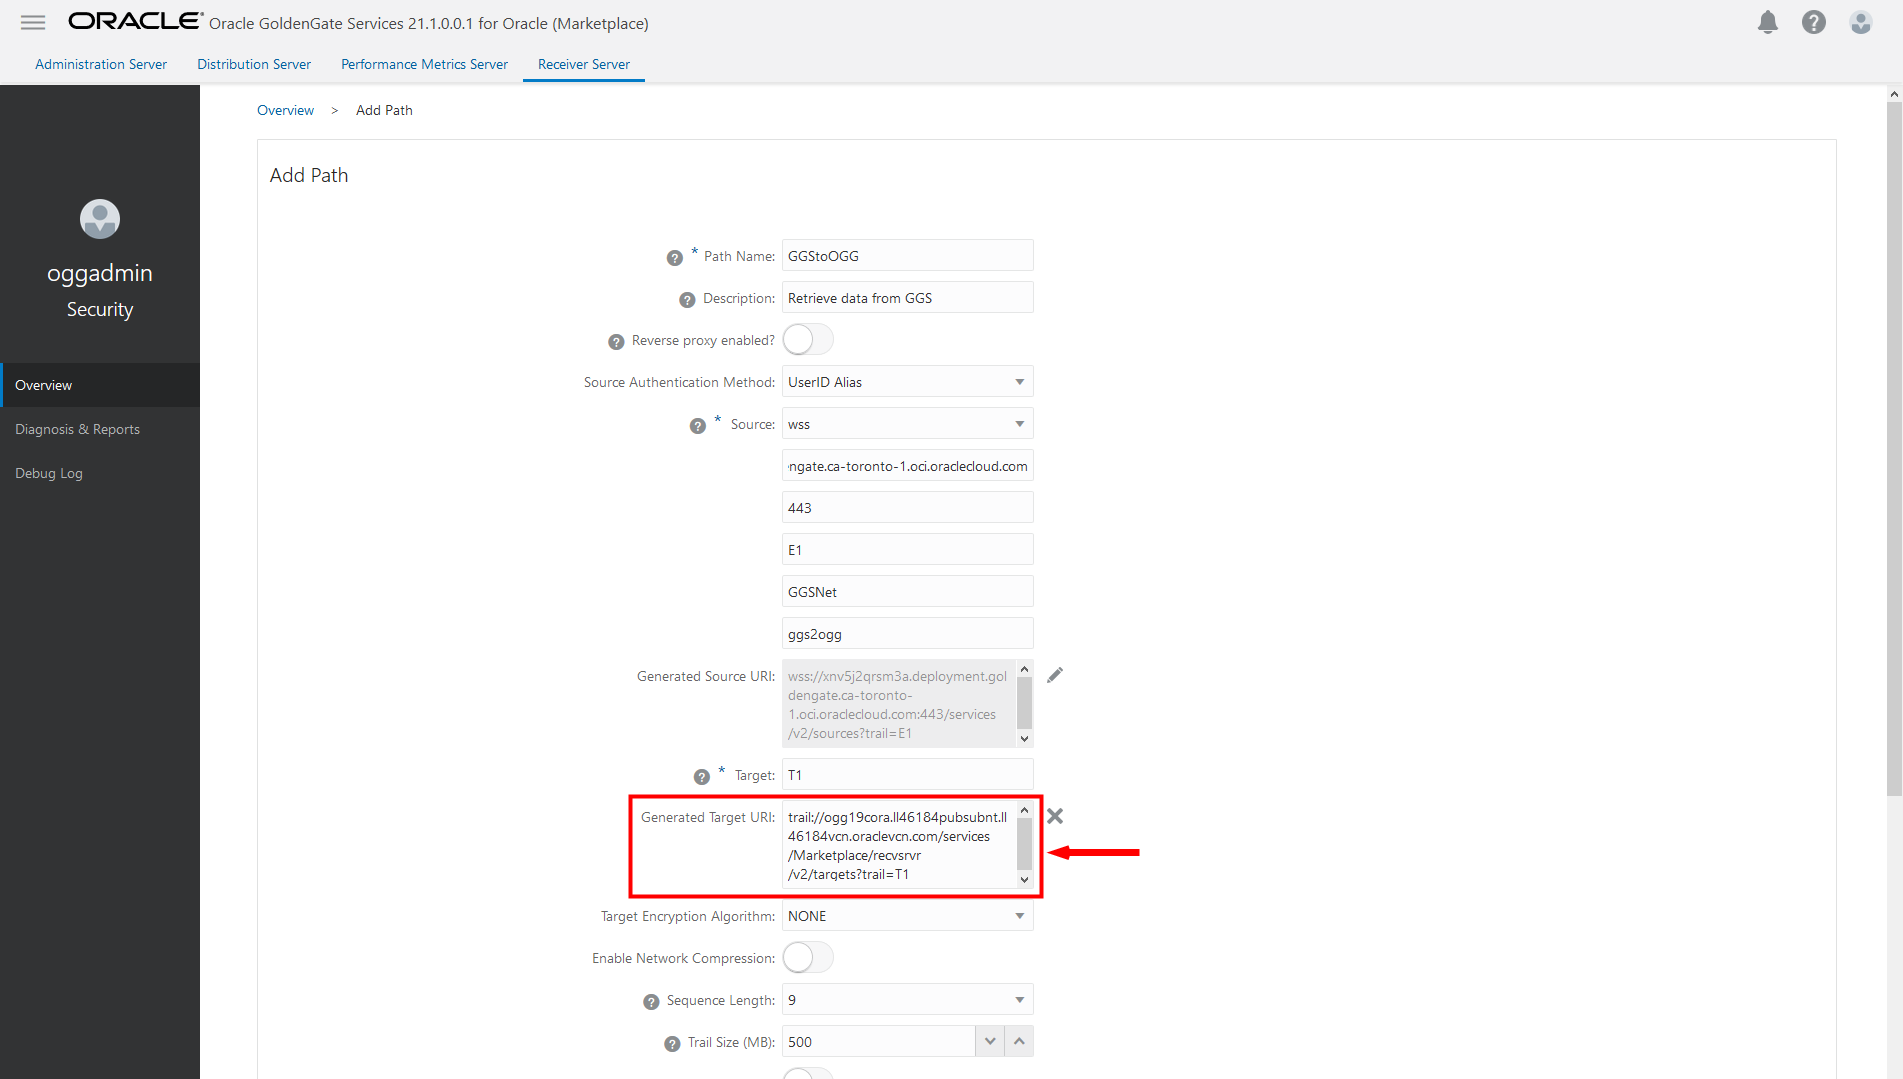 ORACLE Oracle GoldenGate Services 21.1.0.0.1 for Oracle (Marketplace)
Administration Server Distribution Server Performance Metrics Server Receiver Server
Overview > Add Path
Add Path
oggadmin
Security
Overview
Diagnosis & Reports
Debug Log
? * Path Name: GGStoOGG
? Description: Retrieve data from GGS
? Reverse proxy enabled?
Source Authentication Method: UserID Alias
? * Source: wss
engate.ca-toronto-1.oci.oraclecloud.com
443
E1
GGSNet
ggs2ogg
Generated Source URI: wss://xnv5j2qrsm3a.deployment.gol
dengate.ca-toronto-
1.oci.oraclecloud.com:443/services
/v2/sources?trail=E1
? * Target: T1
Generated Target URI: trail://ogg19cora.ll46184pubsubnt.ll
46184vcn.oraclevcn.com/services
/Marketplace/recvsrvr
/v2/targets?trail=T1
Target Encryption Algorithm: NONE
Enable Network Compression:
? Sequence Length: 9
? Trail Size (MB): 500